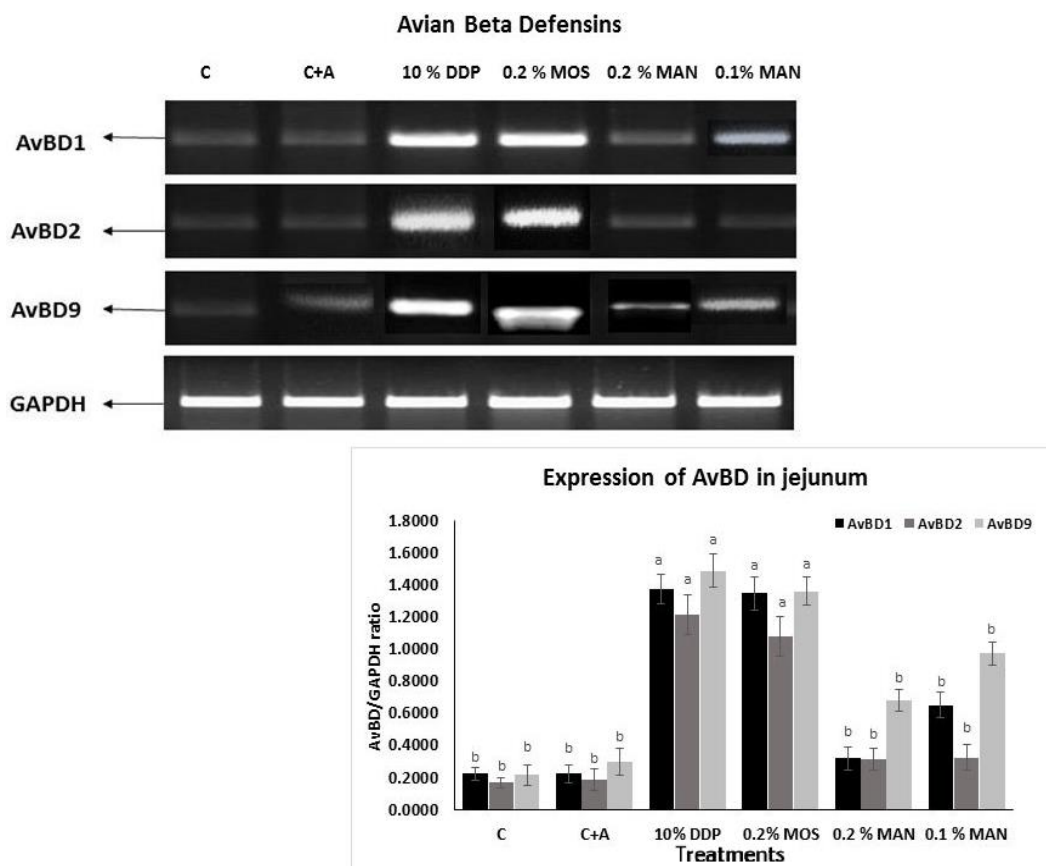 Avian Beta Defensins
C C+A 10 % DDP 0.2 % MOS 0.2 % MAN 0.1% MAN
AvBD1
AvBD2
AvBD9
GAPDH
Expression of AvBD in jejunum
AvBD1 AvBD2 AvBD9
AvBD/GAPDH ratio
1.8000
1.6000
1.4000
1.2000
1.0000
0.8000
0.6000
0.4000
0.2000
0.0000
b b b b b b a a a a a a b b b b b b
C C+A 10% DDP 0.2% MOS 0.2 % MAN 0.1 % MAN
Treatments